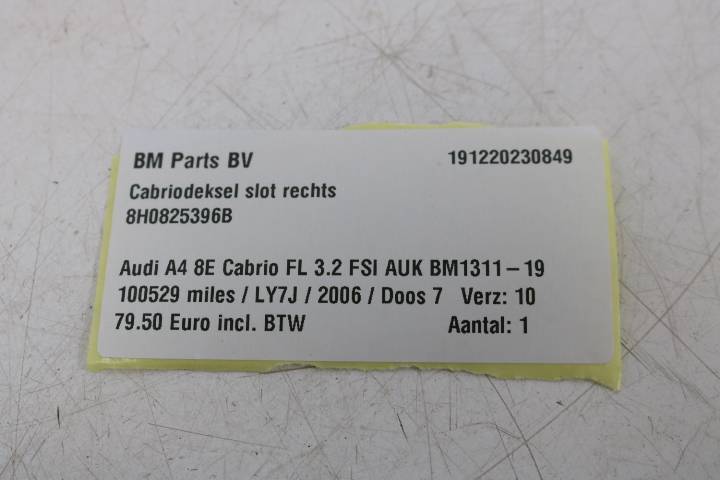 BM Parts BV 191220230849
Cabriodeksel slot rechts
8H0825396B
Audi A4 8E Cabrio FL 3.2 FSI AUK BM1311-19
100529 miles / LY7J / 2006 / Doos 7 Verz: 10
79.50 Euro incl. BTW Aantal: 1